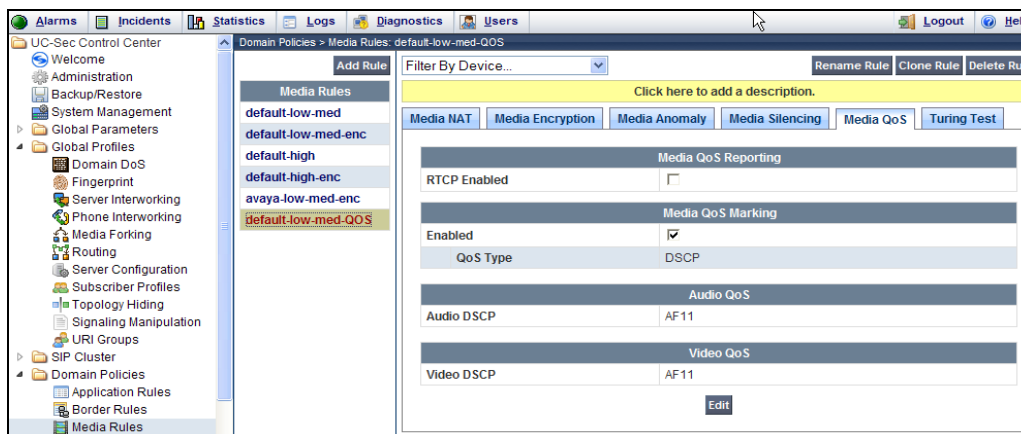 Alarms Incidents Statistics Logs Diagnostics Users Logout Hel
UC-Sec Control Center
Welcome
Administration
Backup/Restore
System Management
Global Parameters
Global Profiles
Domain DoS
Fingerprint
Server Interworking
Phone Interworking
Media Forking
Routing
Server Configuration
Subscriber Profiles
Topology Hiding
Signaling Manipulation
URI Groups
SIP Cluster
Domain Policies
Application Rules
Border Rules
Media Rules
Domain Policies > Media Rules: default-low-med-QOS
Add Rule
Media Rules
default-low-med
default-low-med-enc
default-high
default-high-enc
avaya-low-med-enc
default-low-med-QOS
Filter By Device... Rename Rule Clone Rule Delete Ru
Click here to add a description.
Media NAT Media Encryption Media Anomaly Media Silencing Media QoS Turing Test
Media QoS Reporting
RTCP Enabled
Media QoS Marking
Enabled
QoS Type DSCP
Audio QoS
Audio DSCP AF11
Video QoS
Video DSCP AF11
Edit